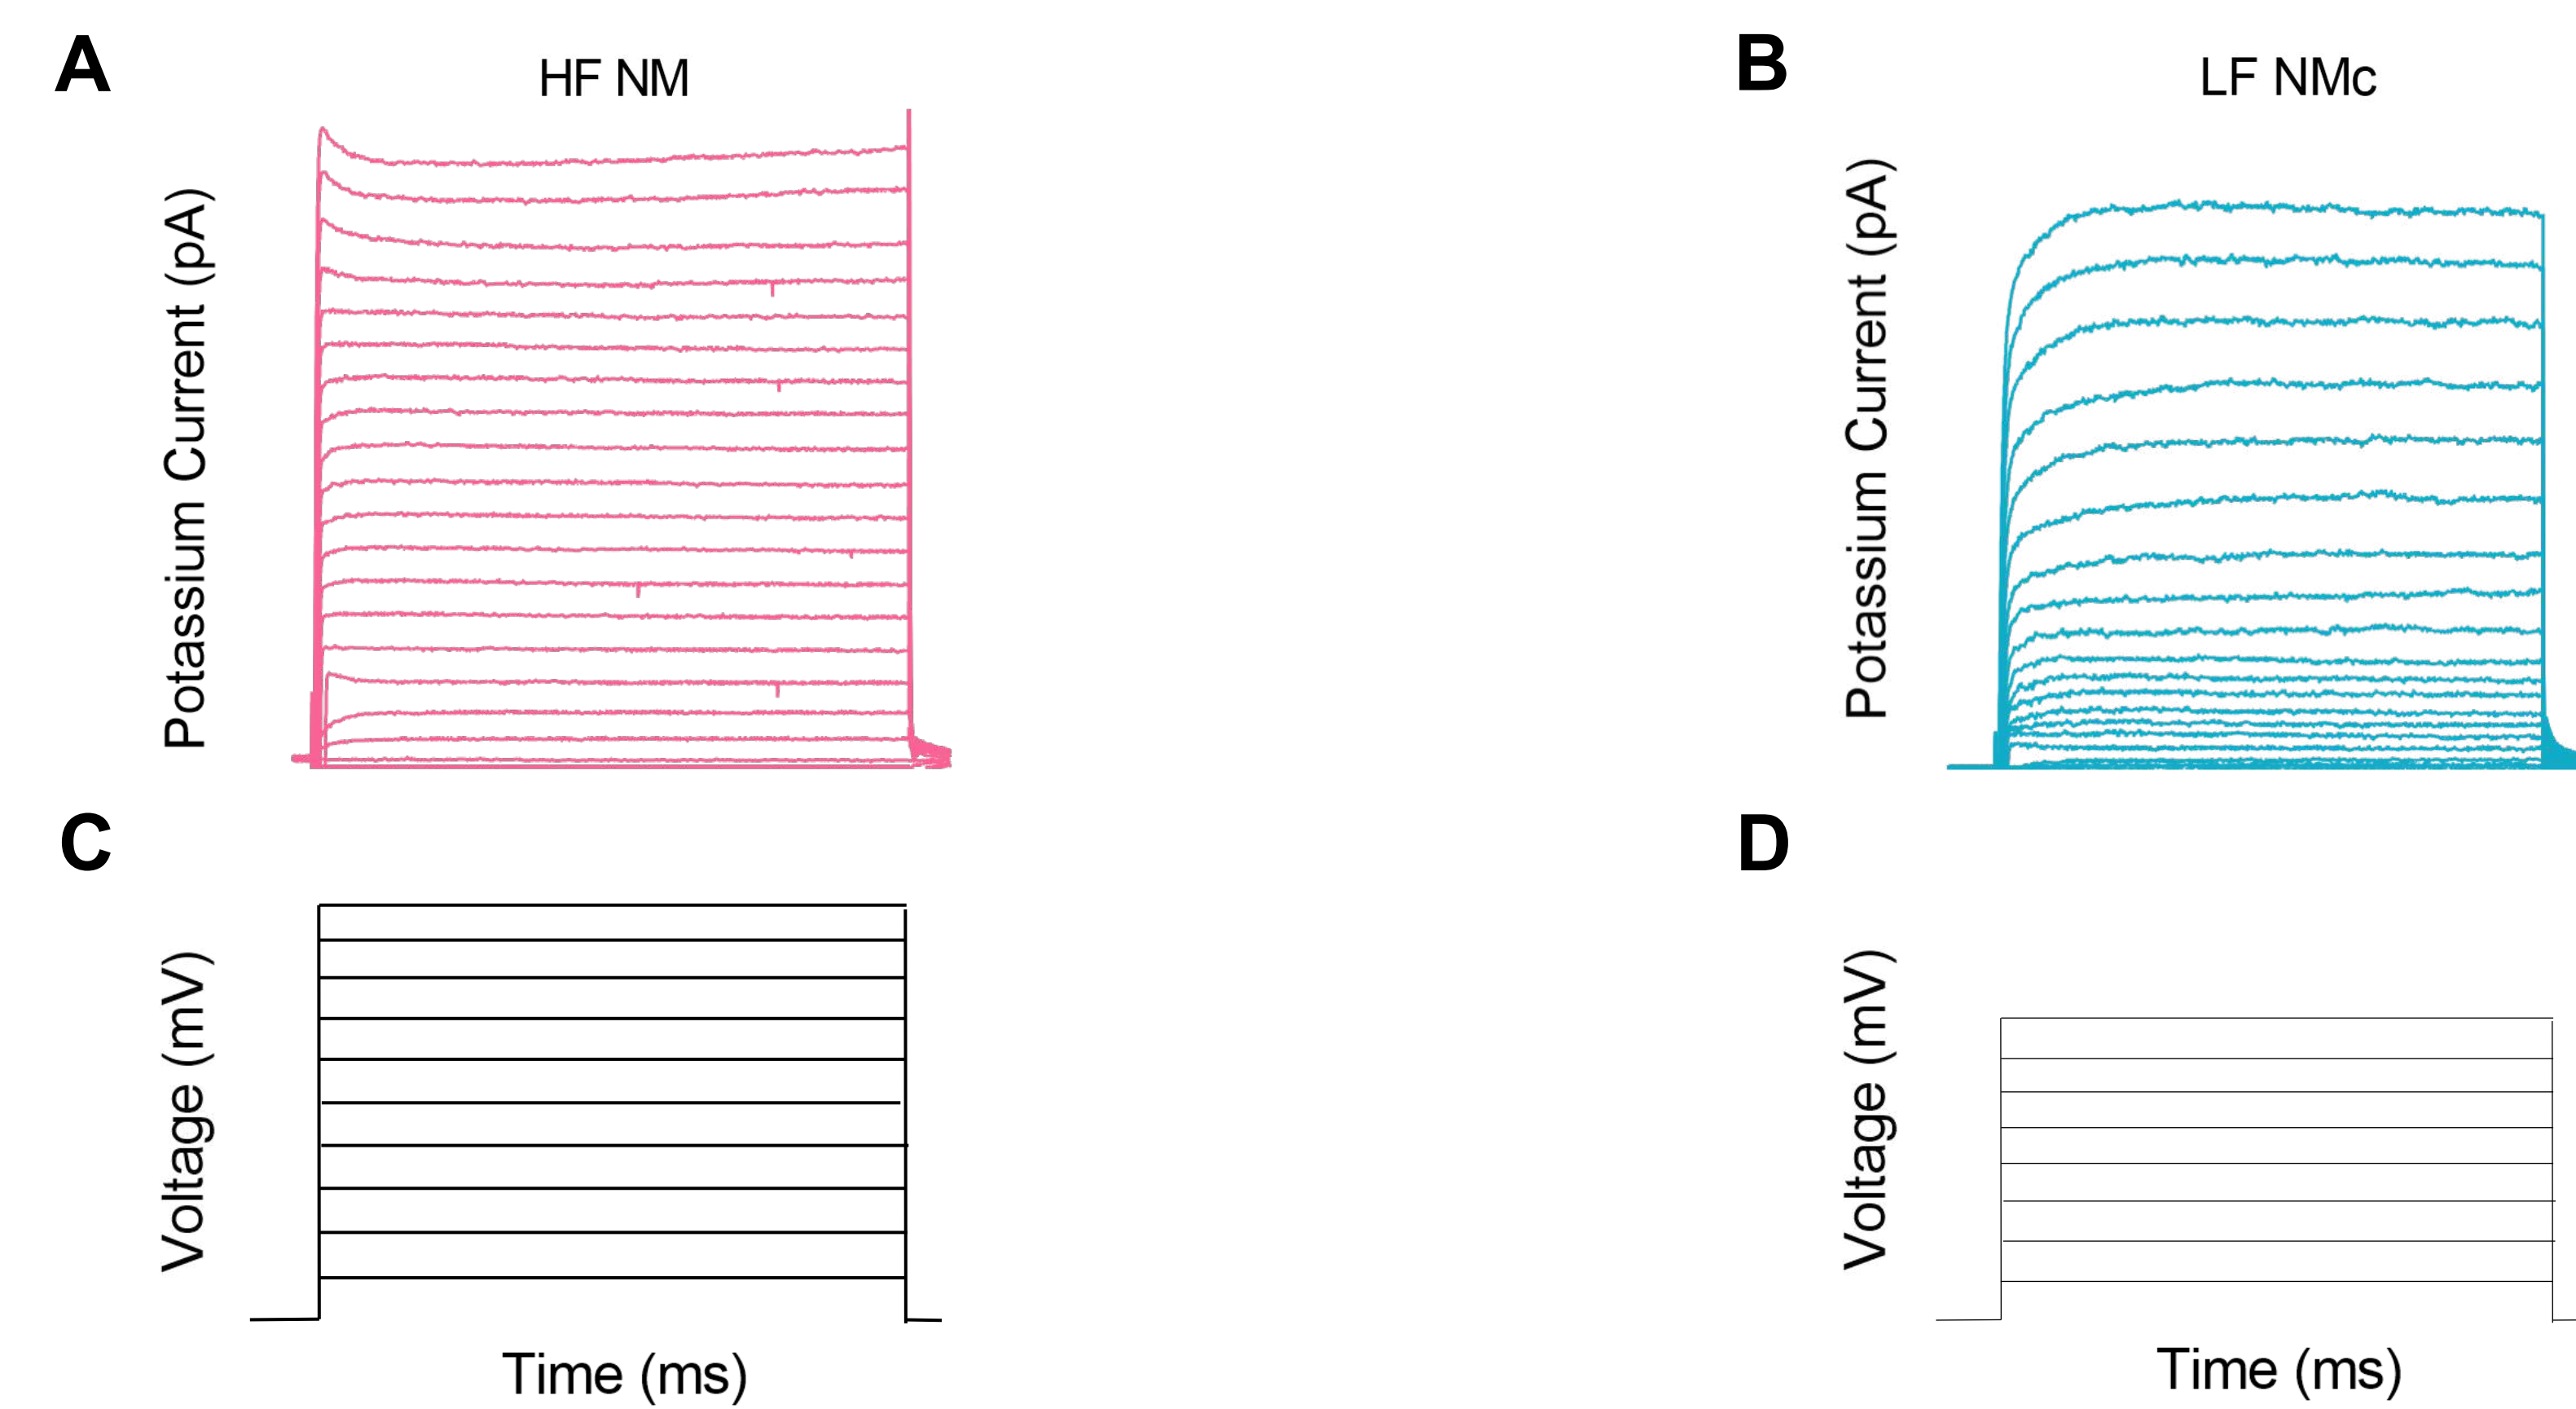 A
HF NM
Potassium Current (pA)
B
LF NMc
Potassium Current (pA)
C
Voltage (mV)
Time (ms)
D
Voltage (mV)
Time (ms)